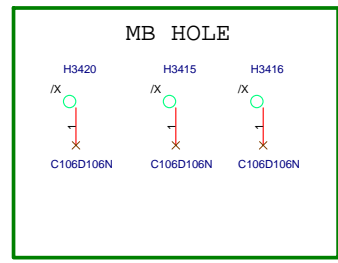 MB HOLE
H3420 H3415 H3416
/X /X /X
1 1 1
C106D106N C106D106N C106D106N